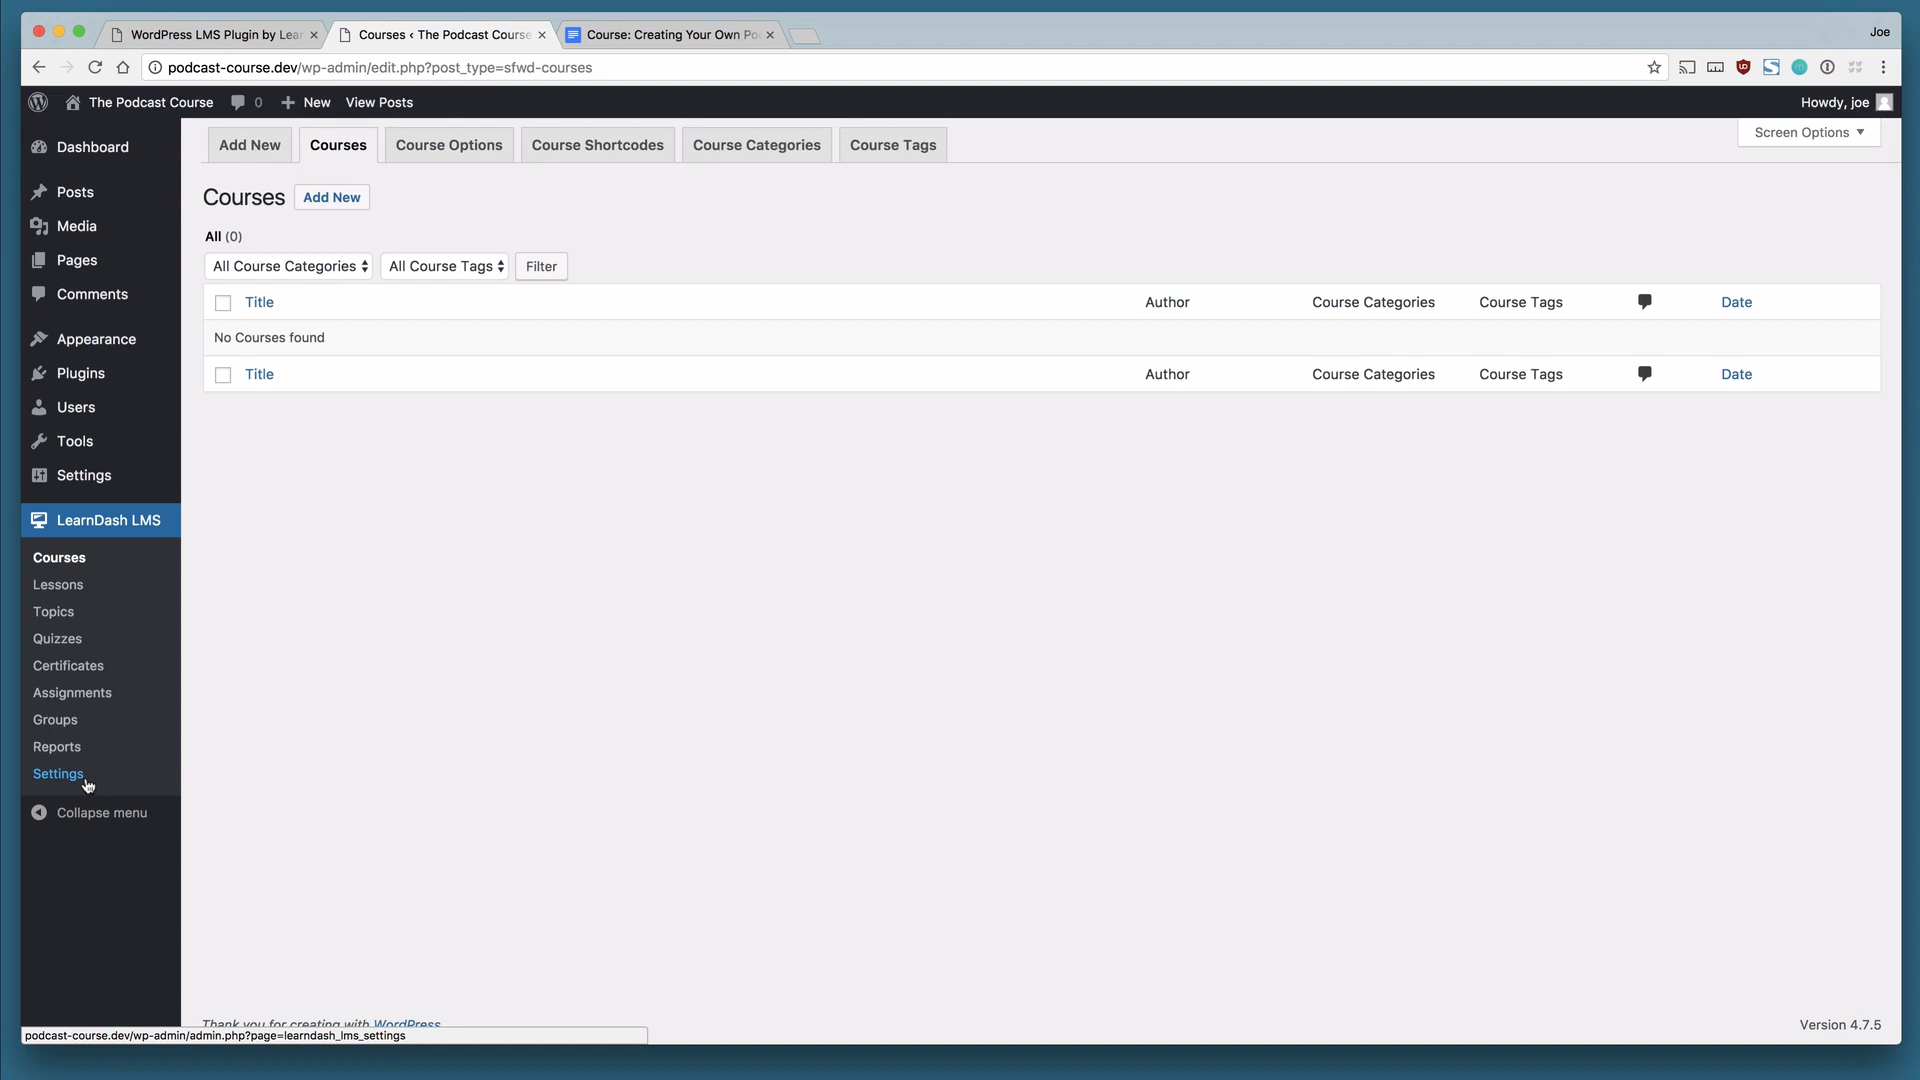 WordPress LMS Plugin by Lear
Courses ‹ The Podcast Course
Course: Creating Your Own Po
Joe
podcast-course.dev/wp-admin/edit.php?post_type=sfwd-courses
The Podcast Course
0
New
View Posts
Howdy, joe
Dashboard
Posts
Media
Pages
Comments
Appearance
Plugins
Users
Tools
Settings
LearnDash LMS
Courses
Lessons
Topics
Quizzes
Certificates
Assignments
Groups
Reports
Settings
Collapse menu
Add New
Courses
Course Options
Course Shortcodes
Course Categories
Course Tags
Screen Options
Courses
Add New
All (0)
All Course Categories
All Course Tags
Filter
Title
Author
Course Categories
Course Tags
Date
No Courses found
Title
Author
Course Categories
Course Tags
Date
Thank you for creating with WordPress
Version 4.7.5
podcast-course.dev/wp-admin/admin.php?page=learndash_lms_settings